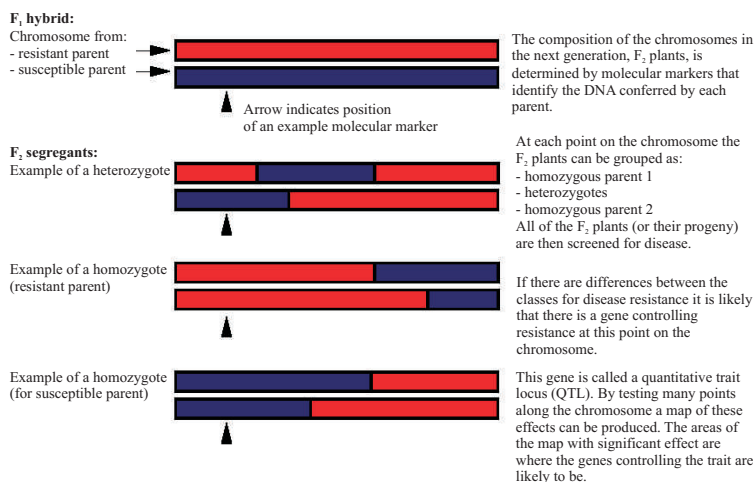 F₁ hybrid:
Chromosome from:
- resistant parent
- susceptible parent
The composition of the chromosomes in
the next generation, F₂ plants, is
determined by molecular markers that
identify the DNA conferred by each
parent.
Arrow indicates position
of an example molecular marker
F₂ segregants:
Example of a heterozygote
At each point on the chromosome the
F₂ plants can be grouped as:
- homozygous parent 1
- heterozygotes
- homozygous parent 2
All of the F₂ plants (or their progeny)
are then screened for disease.
Example of a homozygote
(resistant parent)
If there are differences between the
classes for disease resistance it is likely
that there is a gene controlling
resistance at this point on the
chromosome.
Example of a homozygote
(for susceptible parent)
This gene is called a quantitative trait
locus (QTL). By testing many points
along the chromosome a map of these
effects can be produced. The areas of
the map with significant effect are
where the genes controlling the trait are
likely to be.